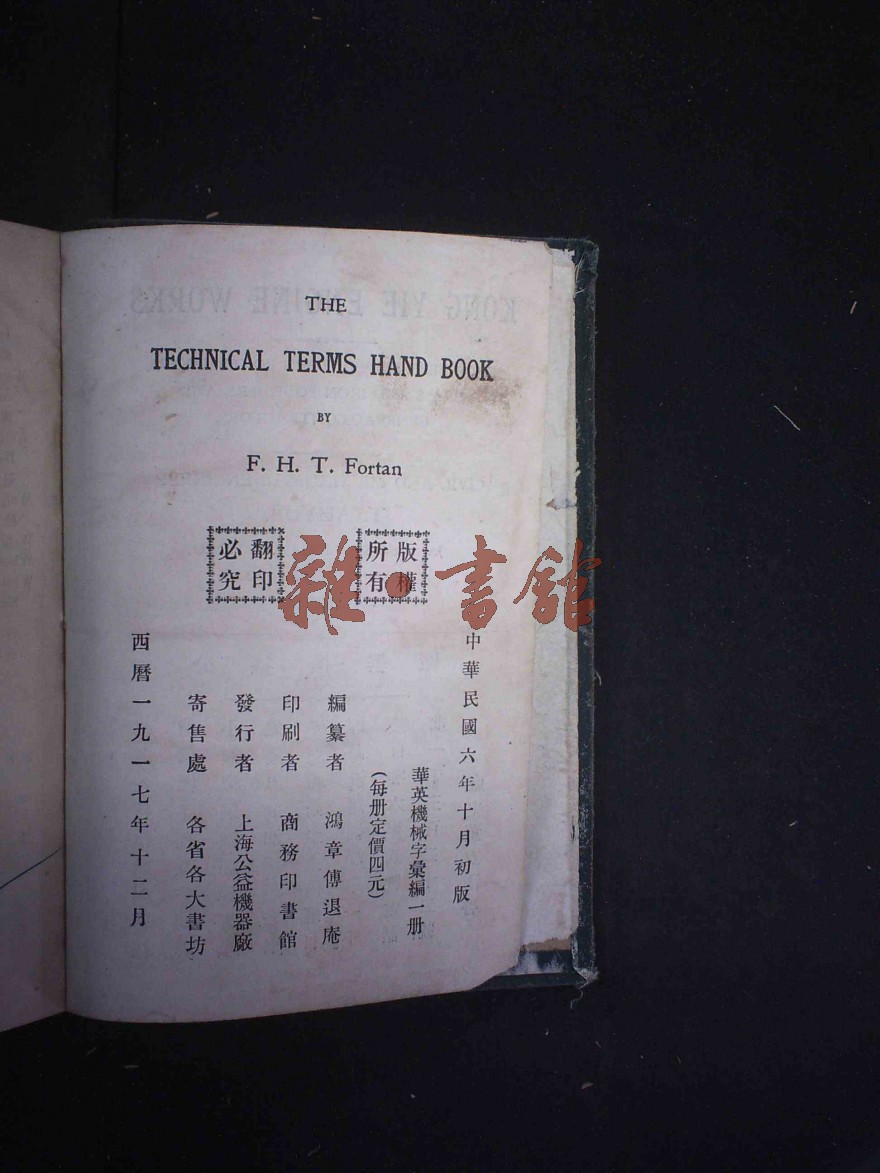 THE
TECHNICAL TERMS HAND BOOK
BY
F. H. T. Fortan
版權所有
翻印必究
雜·書館
中華民國六年十月初版
華英機械字彙編一册
(每册定價四元)
編纂者 鴻章傅退庵
印刷者 商務印書館
發行者 上海公益機器廠
寄售處 各省各大書坊
西曆一九一七年十二月